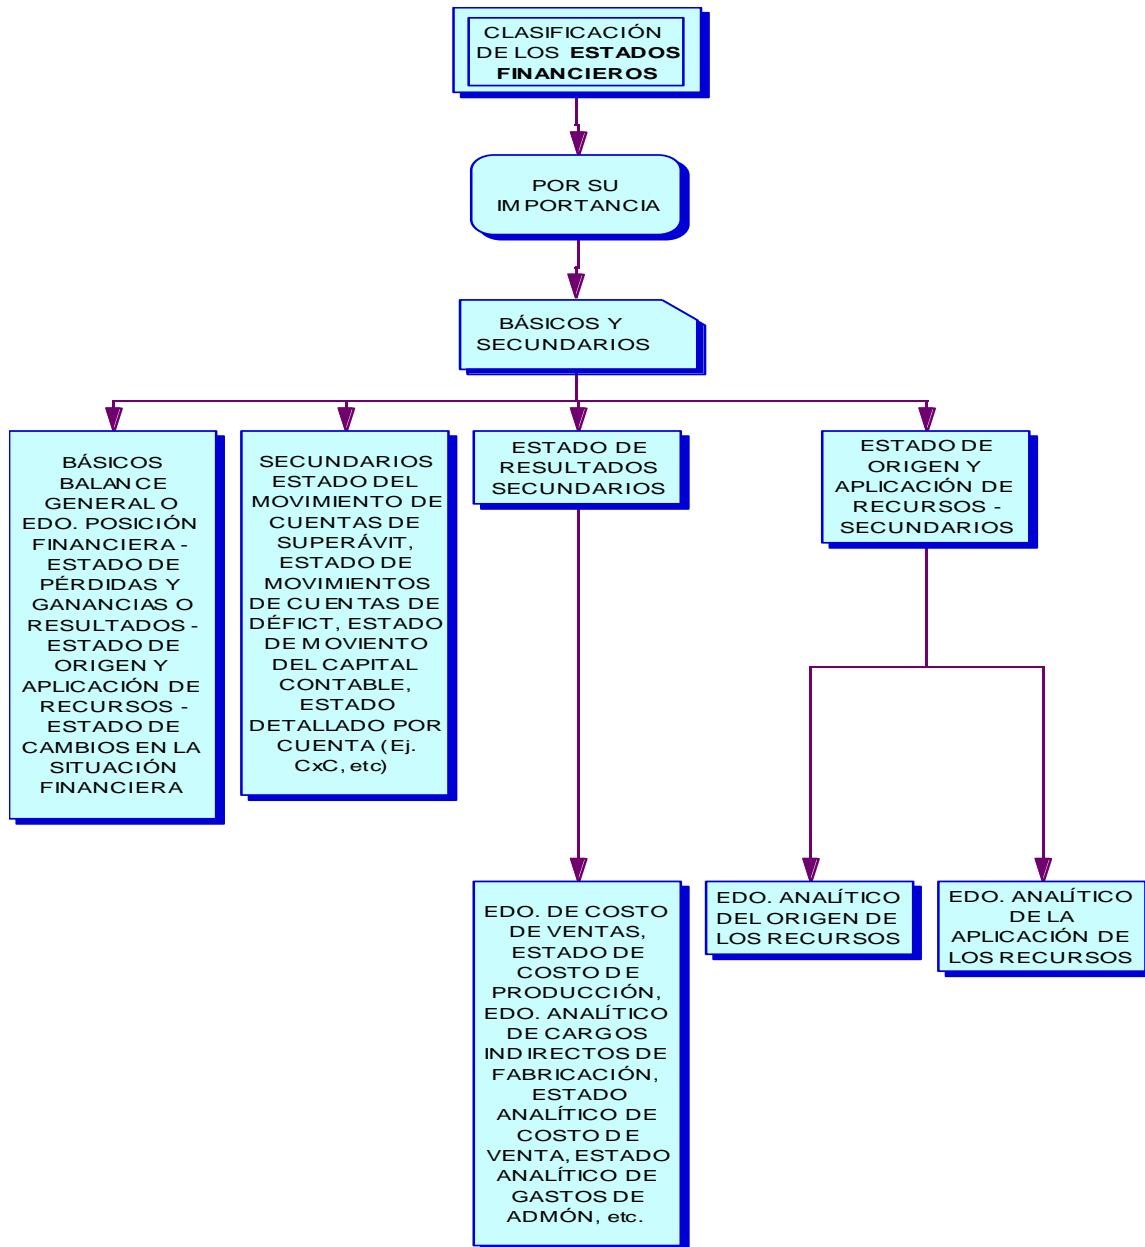 CLASIFICACIÓN
DE LOS ESTADOS
FINANCIEROS
POR SU
IMPORTANCIA
BÁSICOS Y
SECUNDARIOS
BÁSICOS
BALANCE
GENERAL O
EDO. POSICIÓN
FINANCIERA -
ESTADO DE
PÉRDIDAS Y
GANANCIAS O
RESULTADOS -
ESTADO DE
ORIGEN Y
APLICACIÓN DE
RECURSOS -
ESTADO DE
CAMBIOS EN LA
SITUACIÓN
FINANCIERA
SECUNDARIOS
ESTADO DEL
MOVIMIENTO DE
CUENTAS DE
SUPERÁVIT,
ESTADO DE
MOVIMIENTOS
DE CUENTAS DE
DÉFICT, ESTADO
DE MOVIENTO
DEL CAPITAL
CONTABLE,
ESTADO
DETALLADO POR
CUENTA (Ej.
CxC, etc)
ESTADO DE
RESULTADOS
SECUNDARIOS
ESTADO DE
ORIGEN Y
APLICACIÓN DE
RECURSOS -
SECUNDARIOS
EDO. DE COSTO
DE VENTAS,
ESTADO DE
COSTO DE
PRODUCCIÓN,
EDO. ANALÍTICO
DE CARGOS
INDIRECTOS DE
FABRICACIÓN,
ESTADO
ANALÍTICO DE
COSTO DE
VENTA, ESTADO
ANALÍTICO DE
GASTOS DE
ADMÓN, etc.
EDO. ANALÍTICO
DEL ORIGEN DE
LOS RECURSOS
EDO. ANALÍTICO
DE LA
APLICACIÓN DE
LOS RECURSOS